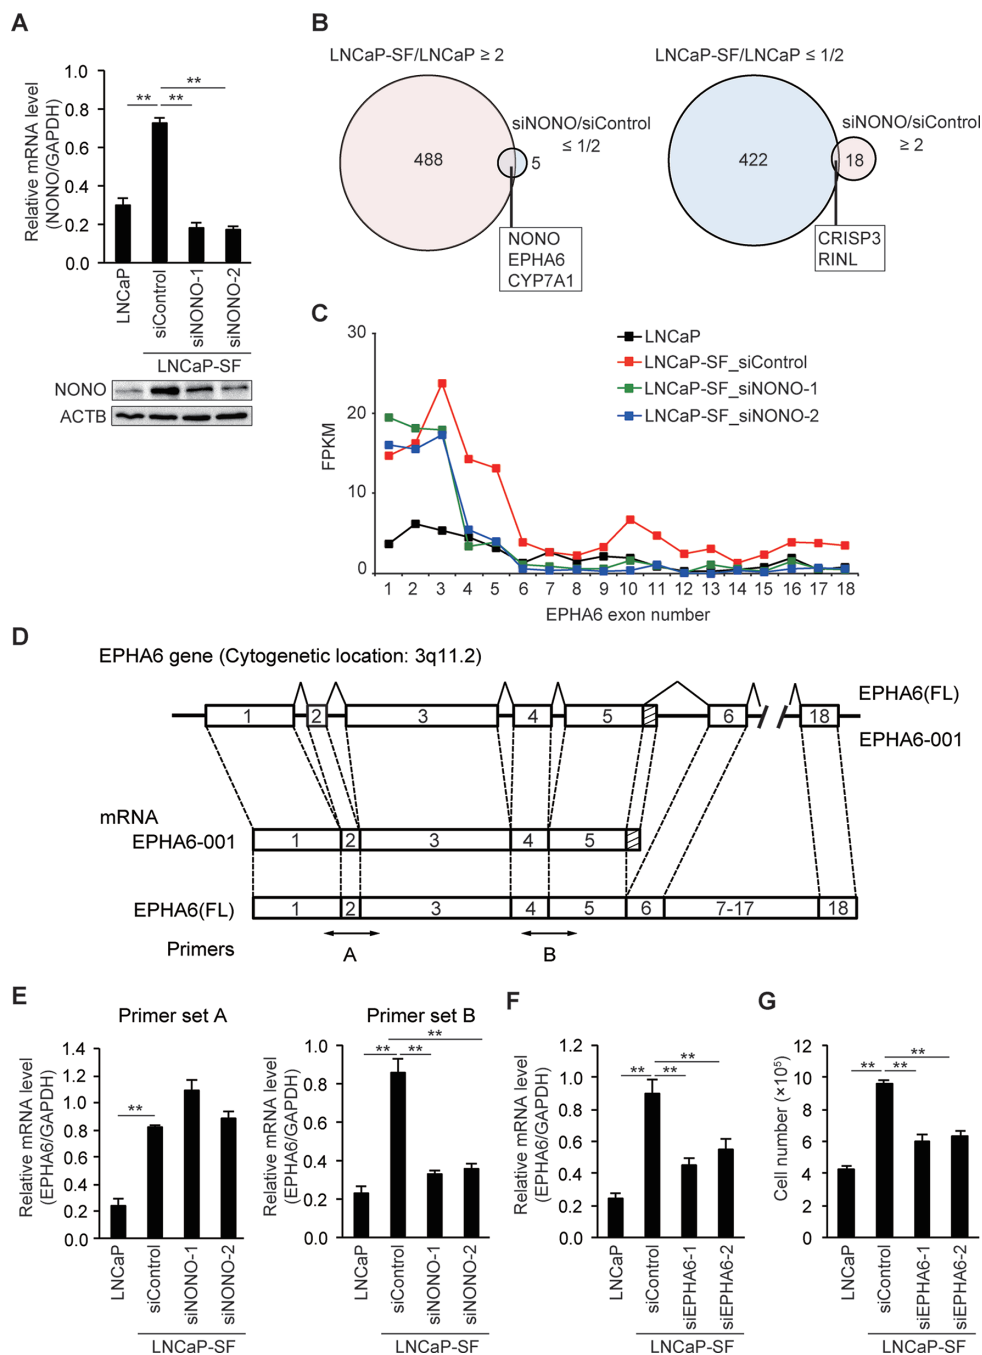 A
Relative mRNA level
(NONO/GAPDH)
1.0
0.8
0.6
0.4
0.2
0.0
** ** **
LNCaP
siControl
siNONO-1
siNONO-2
LNCaP-SF
NONO
ACTB
B
LNCaP-SF/LNCaP ≥ 2
siNONO/siControl
≤ 1/2
488
5
NONO
EPHA6
CYP7A1
LNCaP-SF/LNCaP ≤ 1/2
siNONO/siControl
≥ 2
422
18
CRISP3
RINL
C
FPKM
30
20
10
0
LNCaP
LNCaP-SF_siControl
LNCaP-SF_siNONO-1
LNCaP-SF_siNONO-2
1 2 3 4 5 6 7 8 9 10 11 12 13 14 15 16 17 18
EPHA6 exon number
D
EPHA6 gene (Cytogenetic location: 3q11.2)
1 2 3 4 5 6 18
EPHA6(FL)
EPHA6-001
mRNA
EPHA6-001 1 2 3 4 5
EPHA6(FL) 1 2 3 4 5 6 7-17 18
Primers A B
E
Primer set A
Relative mRNA level
(EPHA6/GAPDH)
1.4
1.2
1.0
0.8
0.6
0.4
0.2
0.0
**
LNCaP
siControl
siNONO-1
siNONO-2
LNCaP-SF
Primer set B
Relative mRNA level
(EPHA6/GAPDH)
1.0
0.8
0.6
0.4
0.2
0.0
** ** **
LNCaP
siControl
siNONO-1
siNONO-2
LNCaP-SF
F
Relative mRNA level
(EPHA6/GAPDH)
1.2
1.0
0.8
0.6
0.4
0.2
0.0
** ** **
LNCaP
siControl
siEPHA6-1
siEPHA6-2
LNCaP-SF
G
Cell number (×10⁵)
12
10
8
6
4
2
0
** ** **
LNCaP
siControl
siEPHA6-1
siEPHA6-2
LNCaP-SF